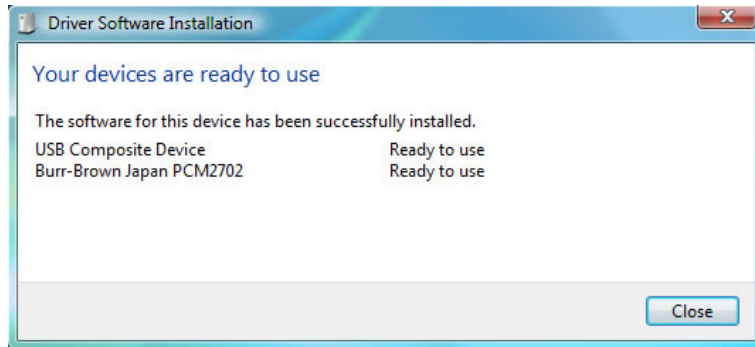 Driver Software Installation
Your devices are ready to use
The software for this device has been successfully installed.
USB Composite Device Ready to use
Burr-Brown Japan PCM2702 Ready to use
Close